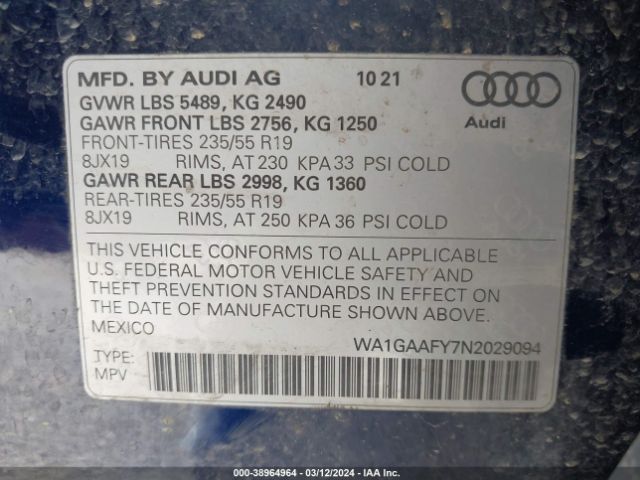 MFD. BY AUDI AG 10 21
GVWR LBS 5489, KG 2490
GAWR FRONT LBS 2756, KG 1250
FRONT-TIRES 235/55 R19
8JX19 RIMS, AT 230 KPA 33 PSI COLD
GAWR REAR LBS 2998, KG 1360
REAR-TIRES 235/55 R19
8JX19 RIMS, AT 250 KPA 36 PSI COLD
Audi
THIS VEHICLE CONFORMS TO ALL APPLICABLE
U.S. FEDERAL MOTOR VEHICLE SAFETY AND
THEFT PREVENTION STANDARDS IN EFFECT ON
THE DATE OF MANUFACTURE SHOWN ABOVE.
MEXICO
WA1GAAFY7N2029094
TYPE:
MPV
000-38964964 - 03/12/2024 - IAA Inc.